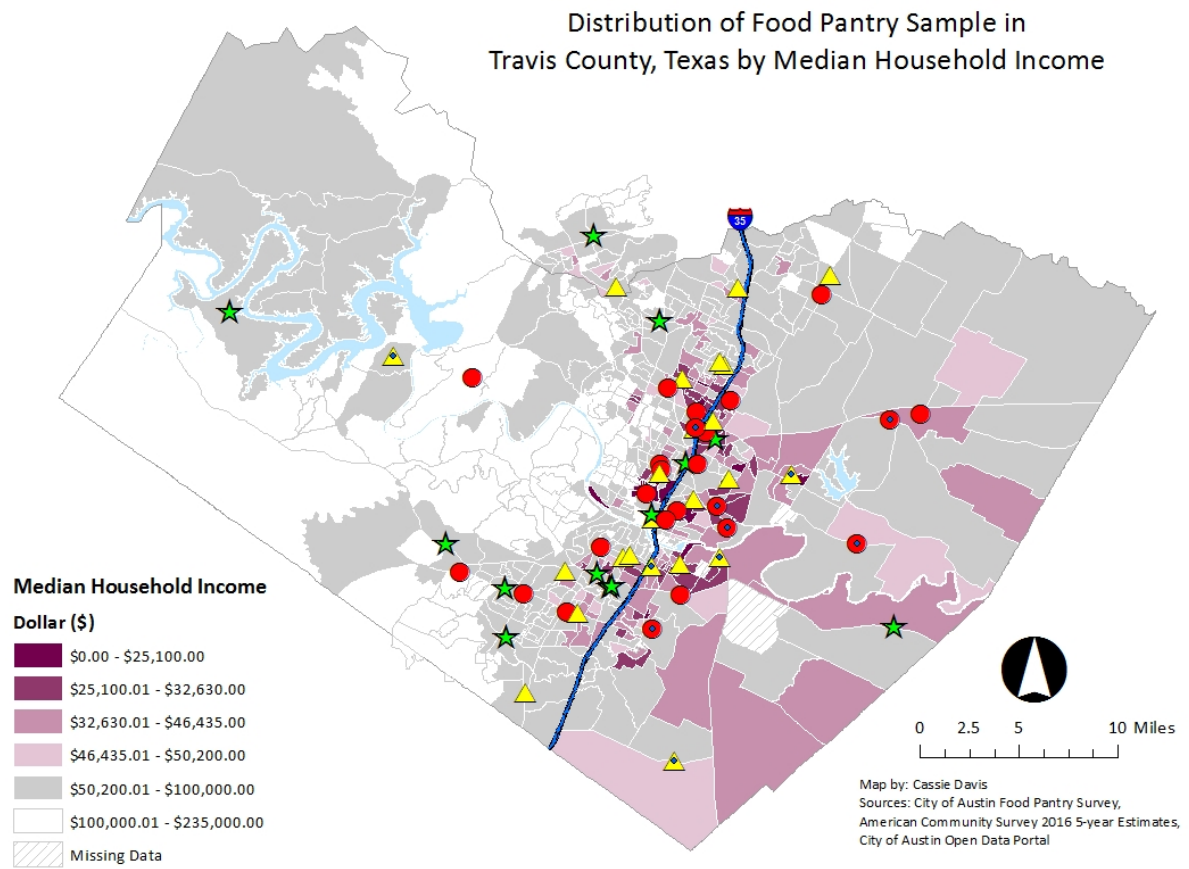 Distribution of Food Pantry Sample in
Travis County, Texas by Median Household Income
35
Median Household Income
Dollar ($)
$0.00 - $25,100.00
$25,100.01 - $32,630.00
$32,630.01 - $46,435.00
$46,435.01 - $50,200.00
$50,200.01 - $100,000.00
$100,000.01 - $235,000.00
Missing Data
0 2.5 5 10 Miles
Map by: Cassie Davis
Sources: City of Austin Food Pantry Survey,
American Community Survey 2016 5-year Estimates,
City of Austin Open Data Portal